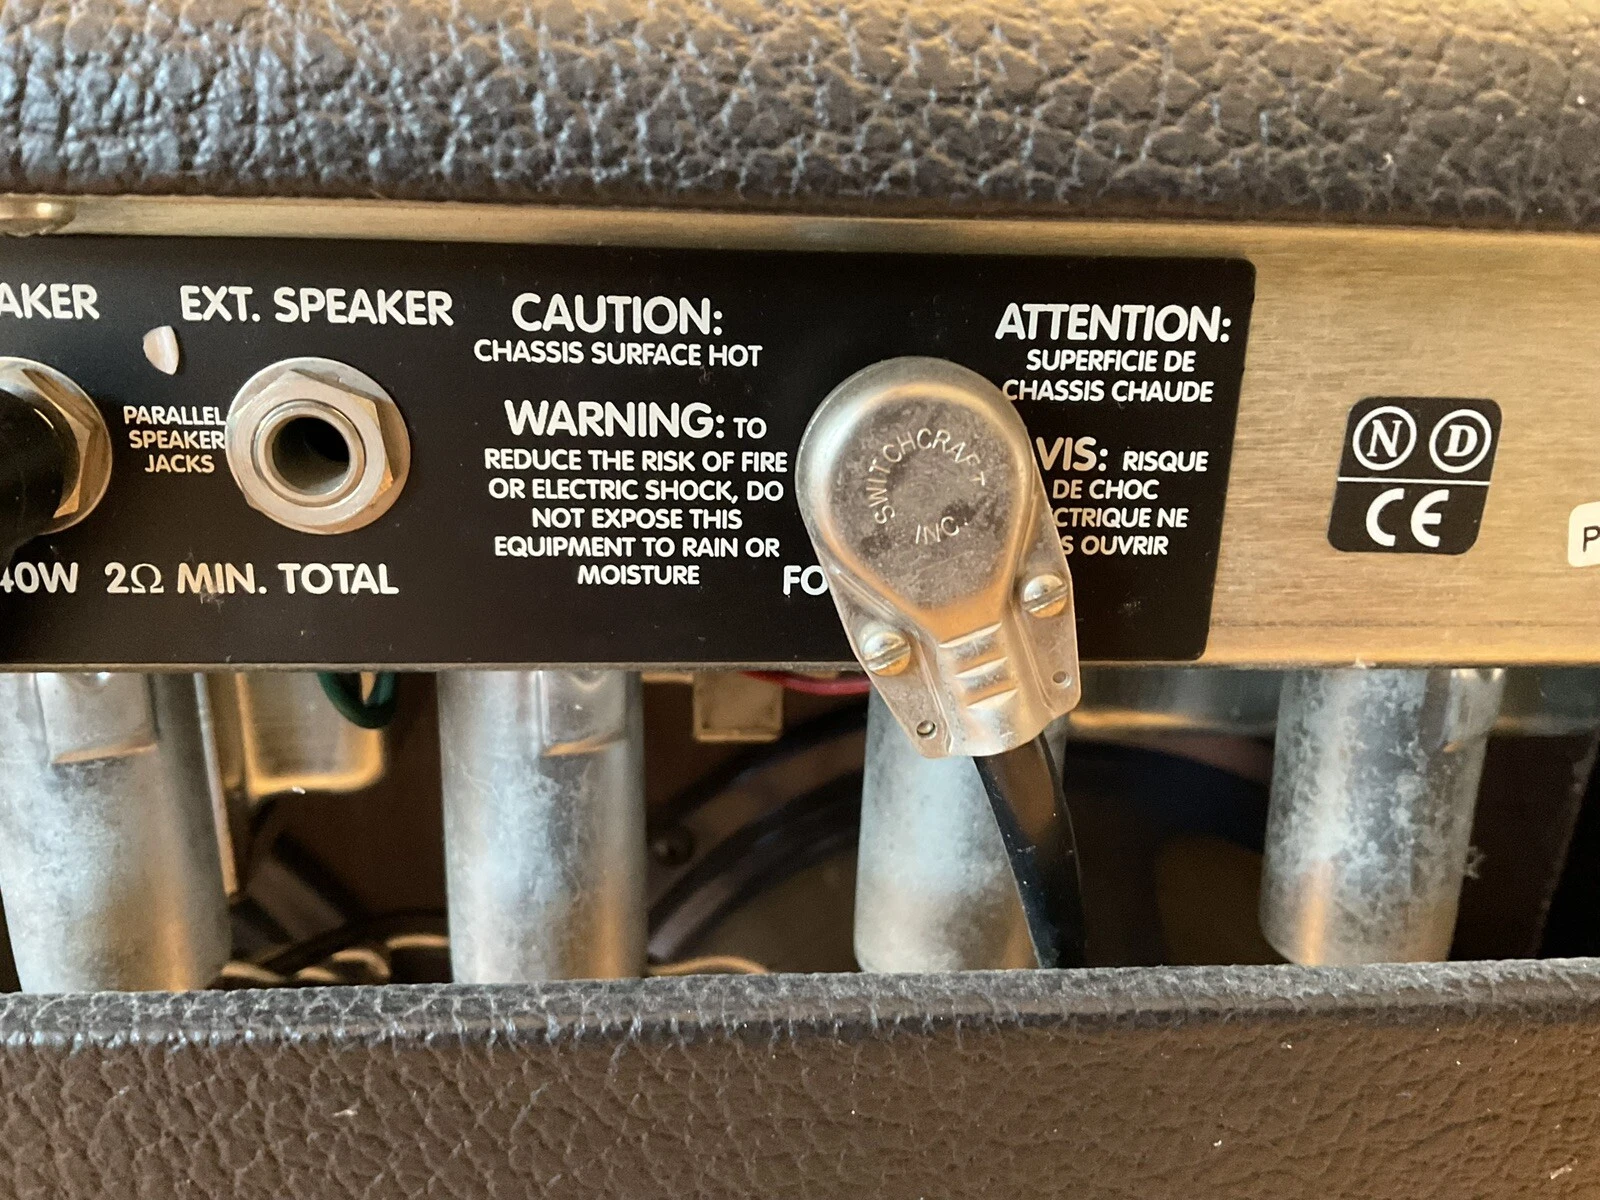 AKER
EXT. SPEAKER
PARALLEL
SPEAKER
JACKS
40W 2Ω MIN. TOTAL
CAUTION:
CHASSIS SURFACE HOT
WARNING: TO
REDUCE THE RISK OF FIRE
OR ELECTRIC SHOCK, DO
NOT EXPOSE THIS
EQUIPMENT TO RAIN OR
MOISTURE
FO
SWITCHCRAFT
INC.
ATTENTION:
SUPERFICIE DE
CHASSIS CHAUDE
VIS: RISQUE
DE CHOC
CTRIQUE NE
S OUVRIR
N D
CE
P